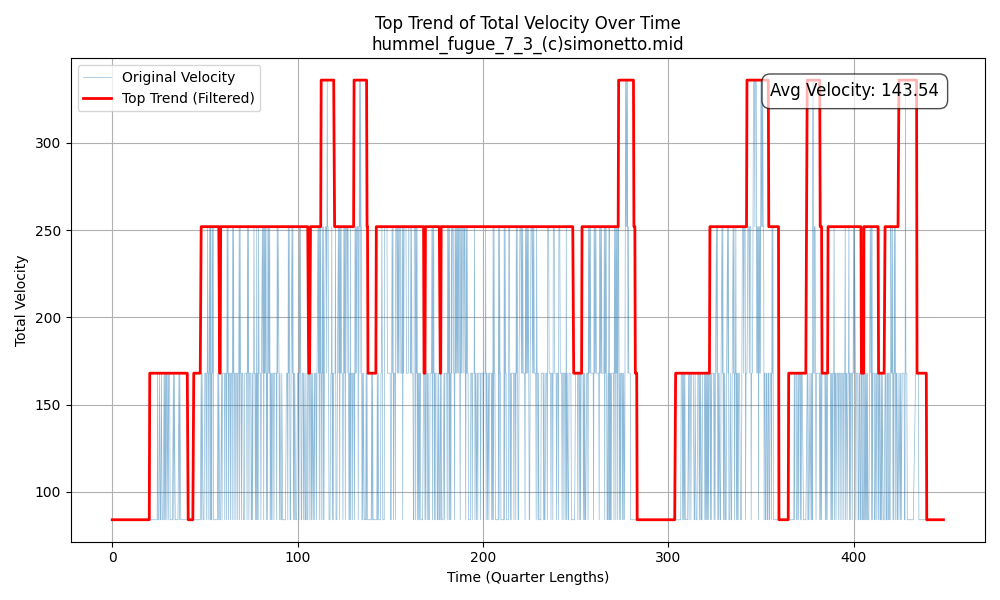 Top Trend of Total Velocity Over Time
hummel_fugue_7_3_(c)simonetto.mid
Original Velocity
Top Trend (Filtered)
Avg Velocity: 143.54
Total Velocity
300
250
200
150
100
0
100
200
300
400
Time (Quarter Lengths)